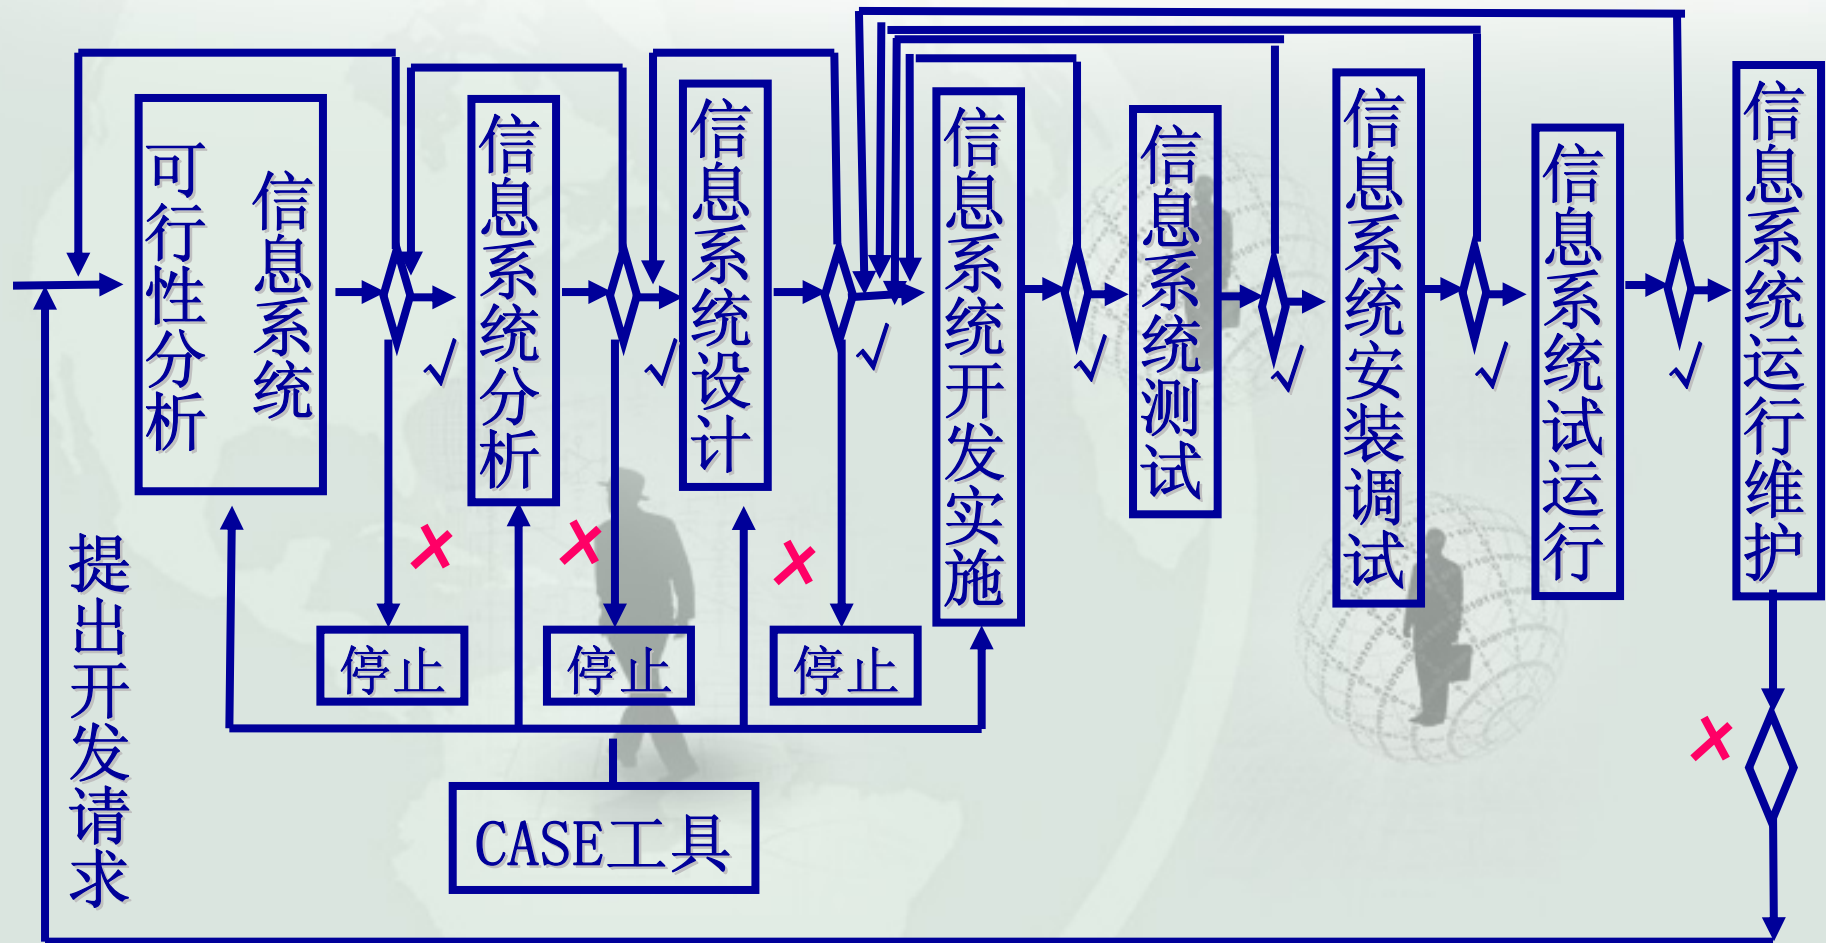 信息系统
可行性分析
信息系统分析
信息系统设计
信息系统开发实施
信息系统测试
信息系统安装调试
信息系统试运行
信息系统运行维护
提出开发请求
停止
停止
停止
CASE工具